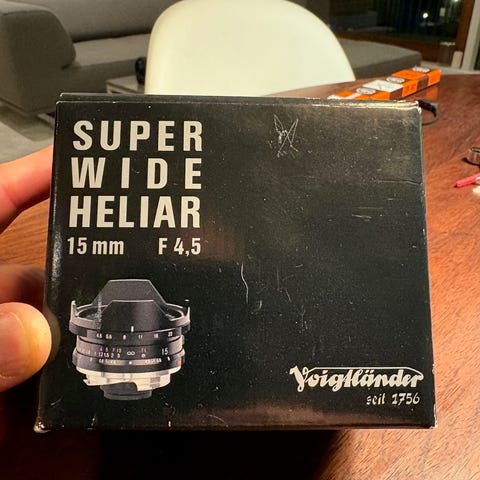 SUPER
WIDE
HELIAR
15 mm F 4,5
Voigtländer
seit 1756